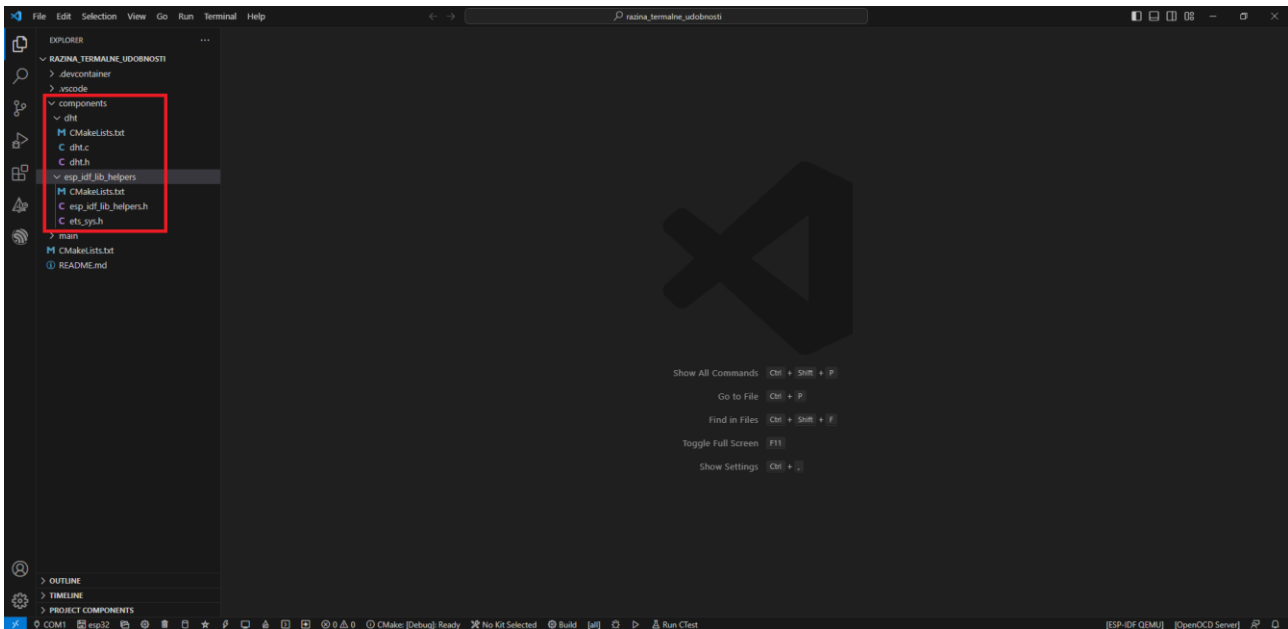 File Edit Selection View Go Run Terminal Help
razina_termalne_udobnosti
EXPLORER
RAZINA_TERMALNE_UDOBNOSTI
.devcontainer
.vscode
components
dht
CMakeLists.txt
dht.c
dht.h
esp_idf_lib_helpers
CMakeLists.txt
esp_idf_lib_helpers.h
ets_sys.h
main
CMakeLists.txt
README.md
Show All Commands Ctrl + Shift + P
Go to File Ctrl + P
Find in Files Ctrl + Shift + F
Toggle Full Screen F11
Show Settings Ctrl + ,
OUTLINE
TIMELINE
PROJECT COMPONENTS
COM1 esp32 0 0 CMake: [Debug]: Ready No Kit Selected Build [all] Run CTest [ESP-IDF QEMU] [OpenOCD Server]